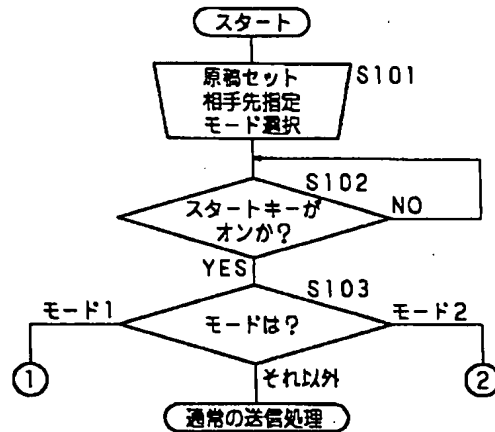 スタート
原稿セット
相手先指定
モード選択
S101
S102
スタートキーが
オンか?
NO
YES
S103
モード1
モードは?
モード2
①
それ以外
②
通常の送信処理